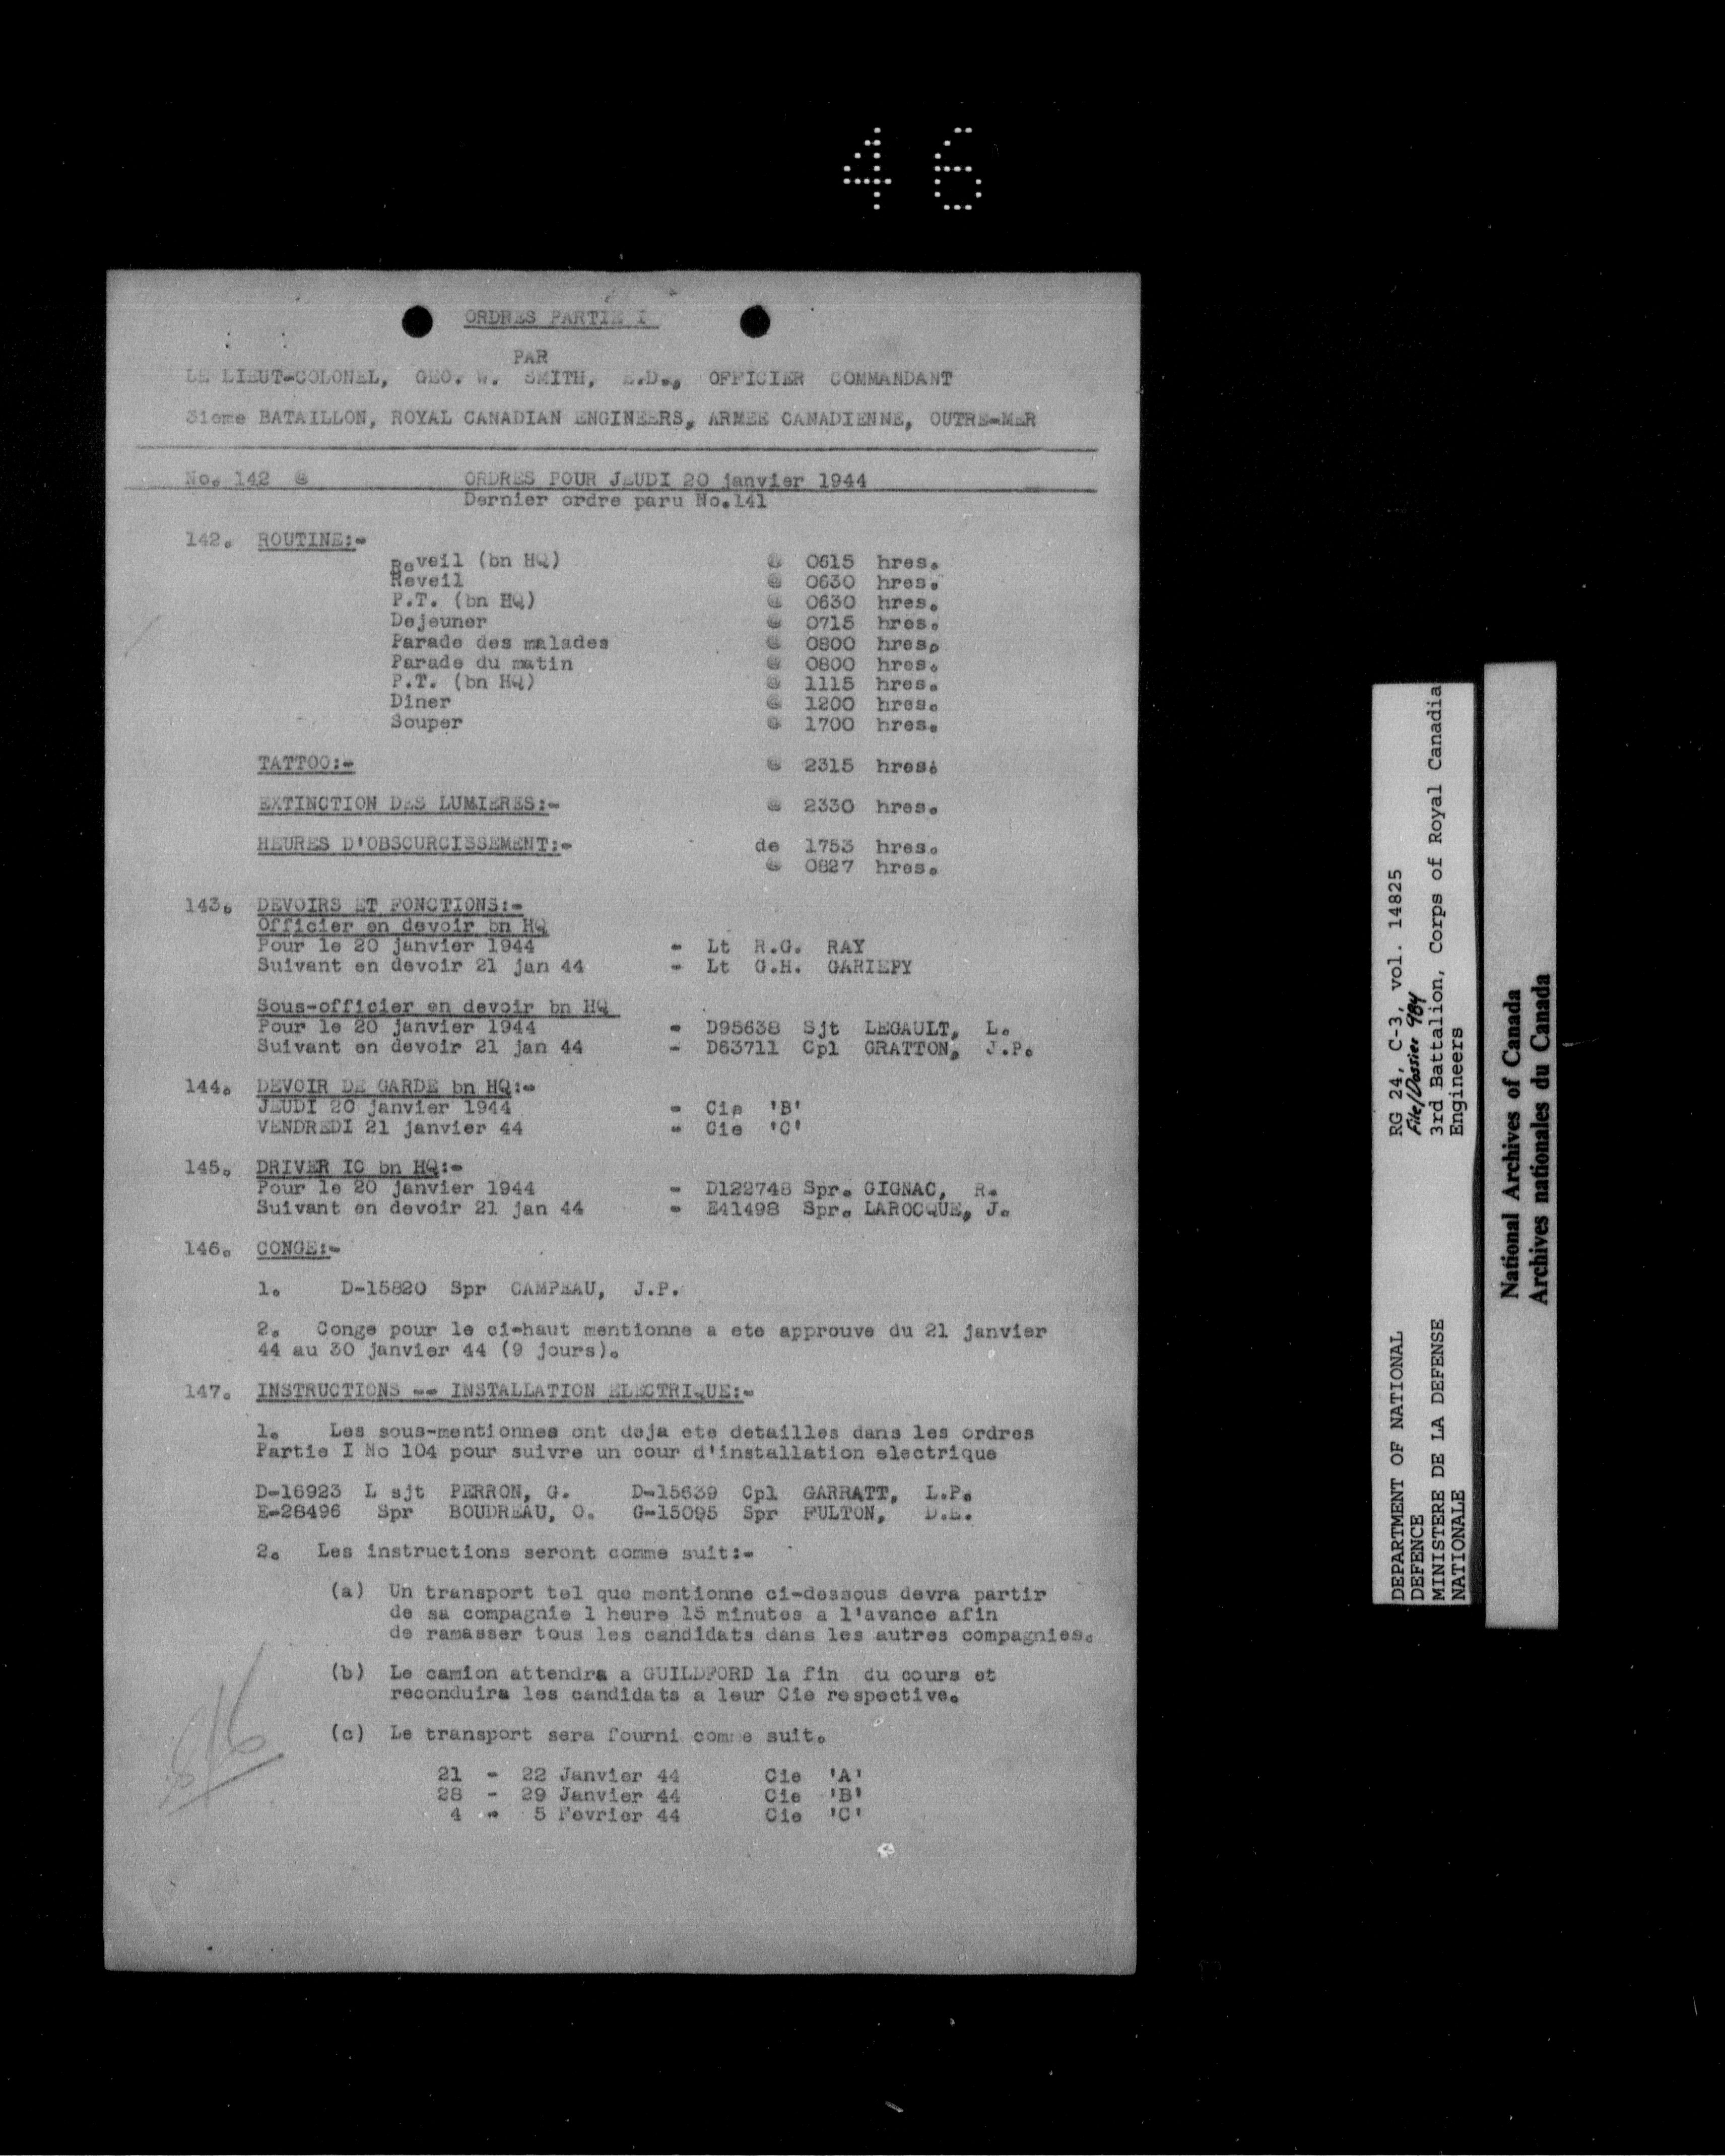 46
ORDRES PARTIE I
PAR
LE LIEUT-COLONEL, GEO. W. SMITH, E.D., OFFICIER COMMANDANT
3ieme BATAILLON, ROYAL CANADIAN ENGINEERS, ARMEE CANADIENNE, OUTRE-MER
No. 142 @ ORDRES POUR JEUDI 20 janvier 1944
Dernier ordre paru No.141
142. ROUTINE:-
Reveil (bn HQ) @ 0615 hres.
Reveil @ 0630 hres.
P.T. (bn HQ) @ 0630 hres.
Dejeuner @ 0715 hres.
Parade des malades @ 0800 hres.
Parade du matin @ 0800 hres.
P.T. (bn HQ) @ 1115 hres.
Diner @ 1200 hres.
Souper @ 1700 hres.
TATTOO:- @ 2315 hres.
EXTINCTION DES LUMIERES:- @ 2330 hres.
HEURES D'OBSCURCISSEMENT:- de 1753 hres.
@ 0827 hres.
143. DEVOIRS ET FONCTIONS:-
Officier en devoir bn HQ
Pour le 20 janvier 1944 - Lt R.G. RAY
Suivant en devoir 21 jan 44 - Lt G.H. GARIEPY
Sous-officier en devoir bn HQ
Pour le 20 janvier 1944 - D95638 Sjt LEGAULT, L.
Suivant en devoir 21 jan 44 - D63711 Cpl GRATTON, J.P.
144. DEVOIR DE GARDE bn HQ:-
JEUDI 20 janvier 1944 - Cie 'B'
VENDREDI 21 janvier 44 - Cie 'C'
145. DRIVER IC bn HQ:-
Pour le 20 janvier 1944 - D122748 Spr. GIGNAC, R.
Suivant en devoir 21 jan 44 - E41498 Spr. LAROCQUE, J.
146. CONGE:-
1. D-15820 Spr CAMPEAU, J.P.
2. Conge pour le ci-haut mentionne a ete approuve du 21 janvier
44 au 30 janvier 44 (9 jours).
147. INSTRUCTIONS -- INSTALLATION ELECTRIQUE:-
1. Les sous-mentionnes ont deja ete detailles dans les ordres
Partie I No 104 pour suivre un cour d'installation electrique
D-16923 L sjt PERRON, G. D-15639 Cpl GARRATT, L.P.
E-28496 Spr BOUDREAU, O. G-15095 Spr FULTON, D.E.
2. Les instructions seront comme suit:-
(a) Un transport tel que mentionne ci-dessous devra partir
de sa compagnie 1 heure 15 minutes a l'avance afin
de ramasser tous les candidats dans les autres compagnies.
(b) Le camion attendra a GUILDFORD la fin du cours et
reconduira les candidats a leur Cie respective.
(c) Le transport sera fourni comme suit.
21 - 22 Janvier 44 Cie 'A'
28 - 29 Janvier 44 Cie 'B'
4 - 5 Fevrier 44 Cie 'C'
DEPARTMENT OF NATIONAL
DEFENCE
MINISTERE DE LA DEFENSE
NATIONALE
RG 24, C-3, vol. 14825
File/Dossier 984
3rd Battalion, Corps of Royal Canadia
Engineers
National Archives of Canada
Archives nationales du Canada